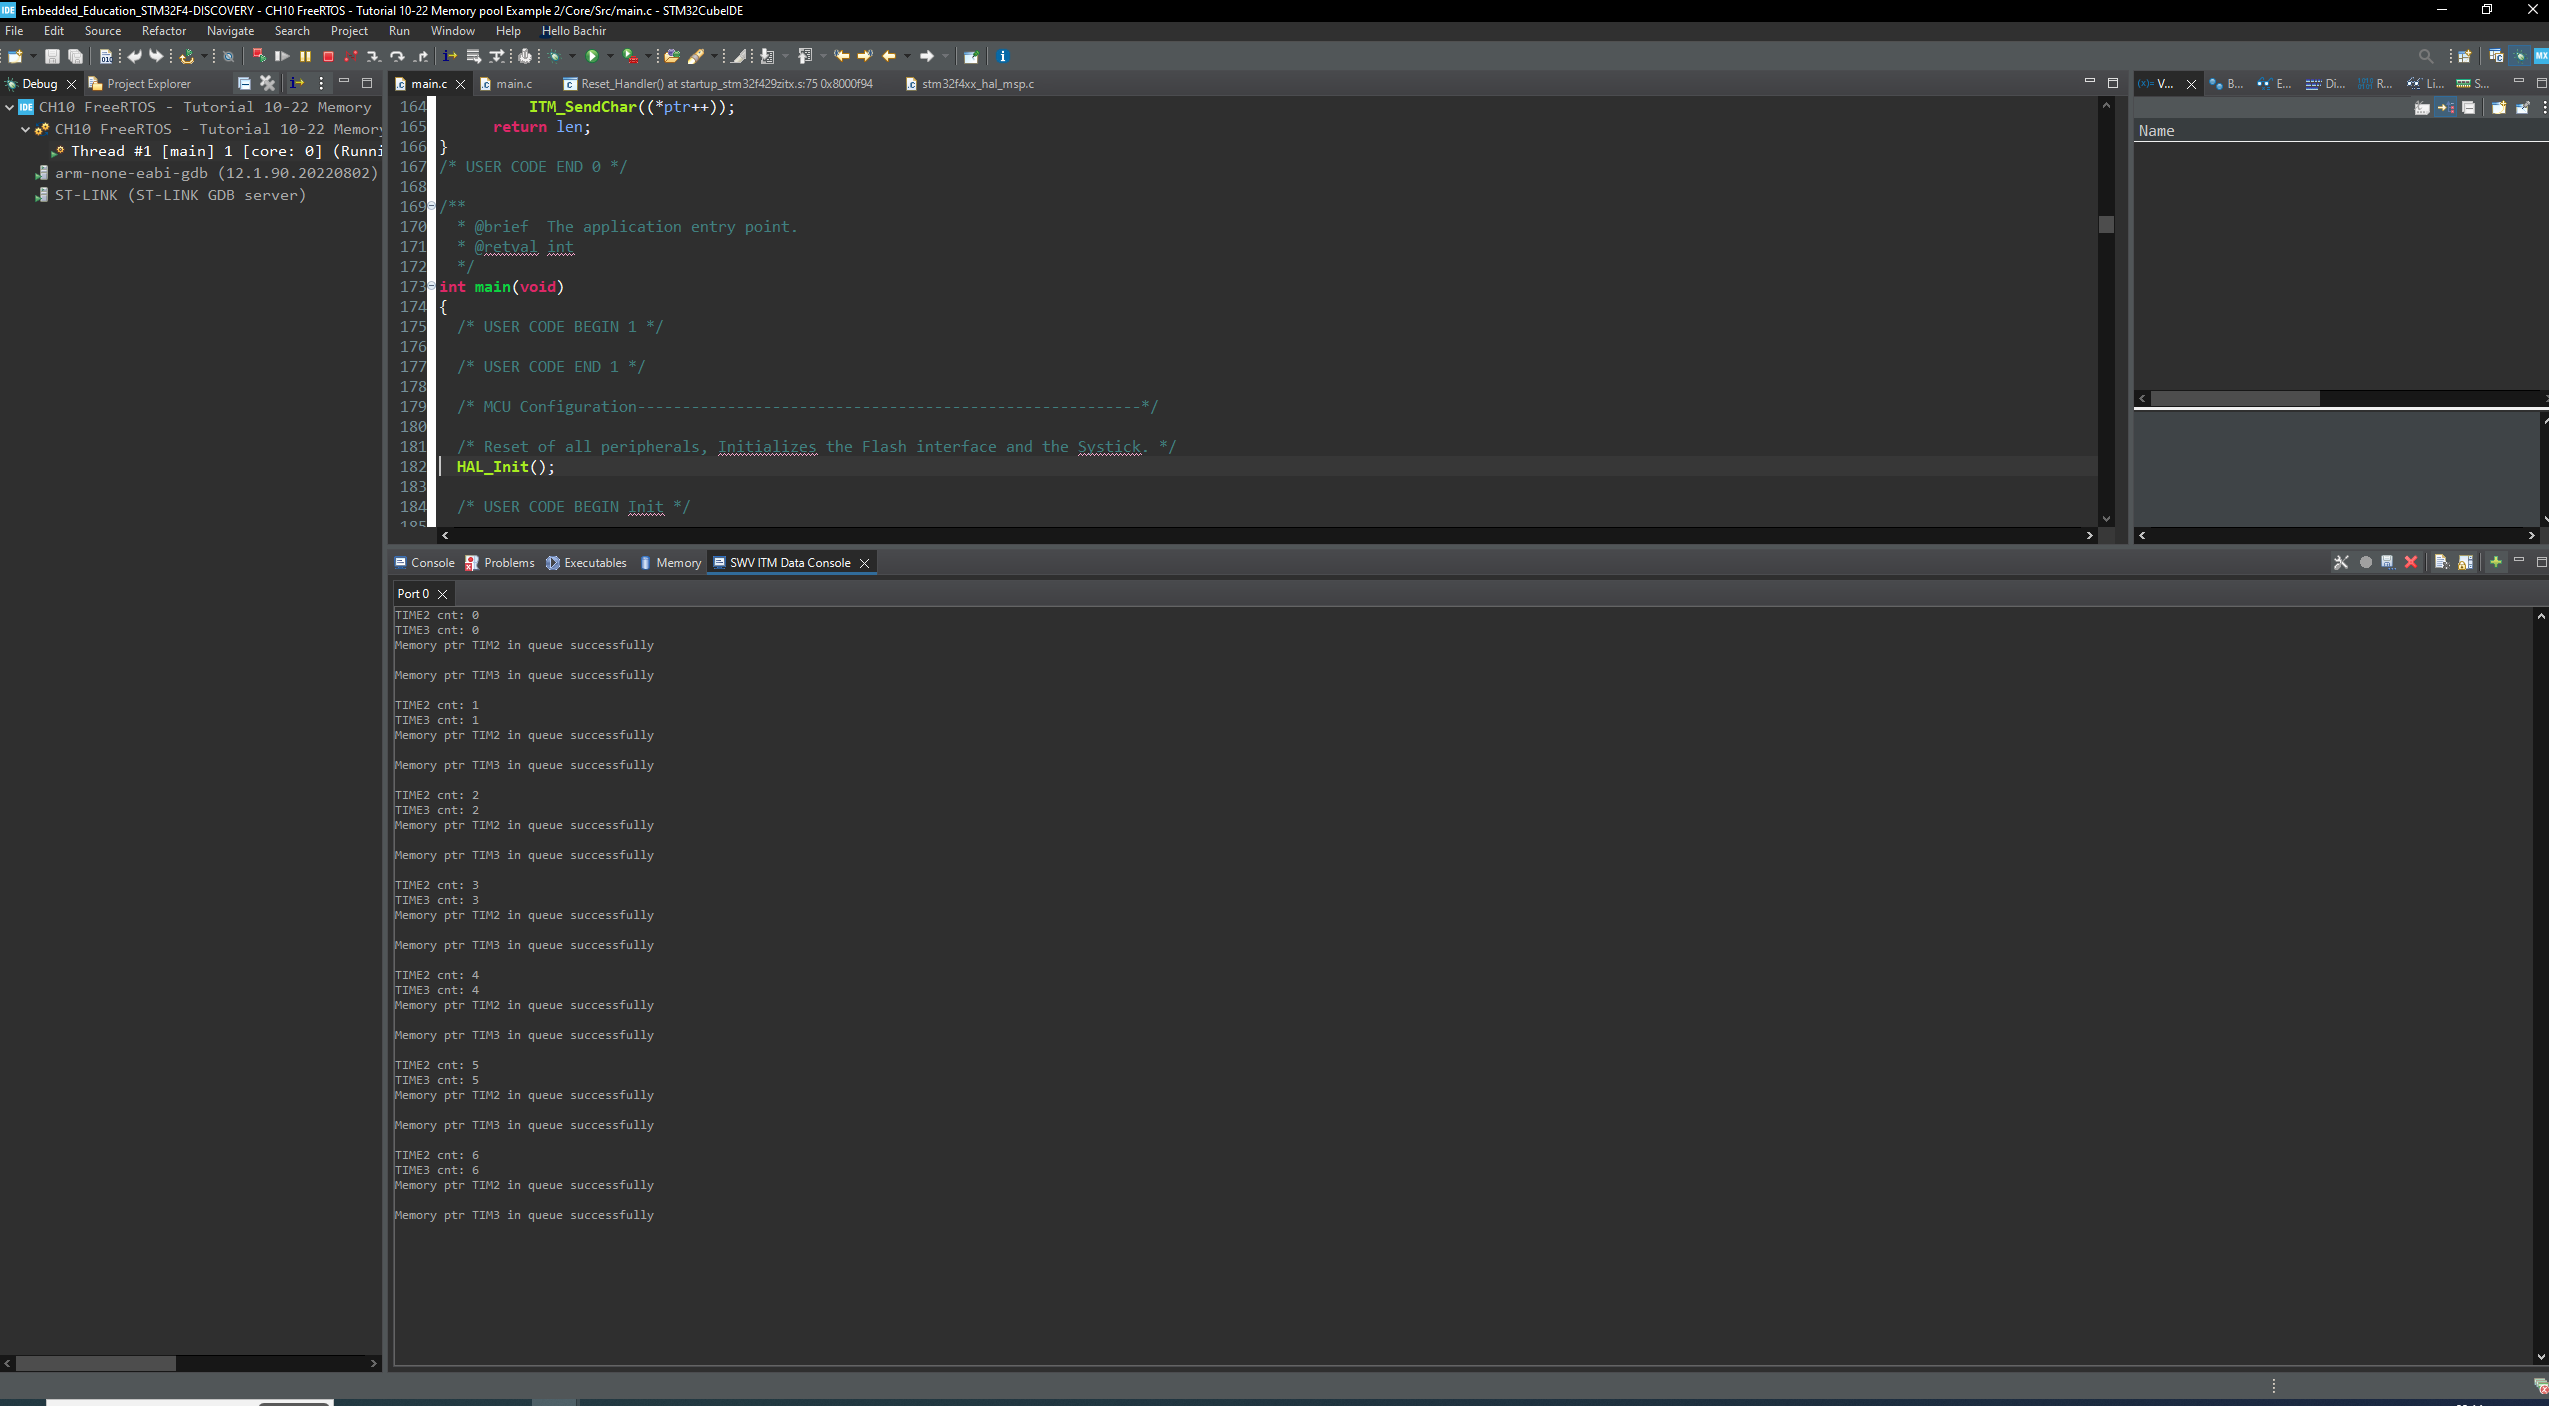 IDE Embedded_Education_STM32F4-DISCOVERY - CH10 FreeRTOS - Tutorial 10-22 Memory pool Example 2/Core/Src/main.c - STM32CubeIDE
File Edit Source Refactor Navigate Search Project Run Window Help Hello Bachir
Debug Project Explorer
IDE CH10 FreeRTOS - Tutorial 10-22 Memory
CH10 FreeRTOS - Tutorial 10-22 Memory
Thread #1 [main] 1 [core: 0] (Runni
arm-none-eabi-gdb (12.1.90.20220802)
ST-LINK (ST-LINK GDB server)
main.c main.c Reset_Handler() at startup_stm32f429zitx.s:75 0x8000f94 stm32f4xx_hal_msp.c
164 ITM_SendChar((*ptr++));
165 return len;
166 }
167 /* USER CODE END 0 */
168
169 /**
170 * @brief The application entry point.
171 * @retval int
172 */
173 int main(void)
174 {
175 /* USER CODE BEGIN 1 */
176
177 /* USER CODE END 1 */
178
179 /* MCU Configuration--------------------------------------------------------*/
180
181 /* Reset of all peripherals, Initializes the Flash interface and the Systick. */
182 HAL_Init();
183
184 /* USER CODE BEGIN Init */
185
(x)= V... B... E... Di... R... Li... S...
Name
MX
Console Problems Executables Memory SWV ITM Data Console
Port 0
TIME2 cnt: 0
TIME3 cnt: 0
Memory ptr TIM2 in queue successfully
Memory ptr TIM3 in queue successfully
TIME2 cnt: 1
TIME3 cnt: 1
Memory ptr TIM2 in queue successfully
Memory ptr TIM3 in queue successfully
TIME2 cnt: 2
TIME3 cnt: 2
Memory ptr TIM2 in queue successfully
Memory ptr TIM3 in queue successfully
TIME2 cnt: 3
TIME3 cnt: 3
Memory ptr TIM2 in queue successfully
Memory ptr TIM3 in queue successfully
TIME2 cnt: 4
TIME3 cnt: 4
Memory ptr TIM2 in queue successfully
Memory ptr TIM3 in queue successfully
TIME2 cnt: 5
TIME3 cnt: 5
Memory ptr TIM2 in queue successfully
Memory ptr TIM3 in queue successfully
TIME2 cnt: 6
TIME3 cnt: 6
Memory ptr TIM2 in queue successfully
Memory ptr TIM3 in queue successfully